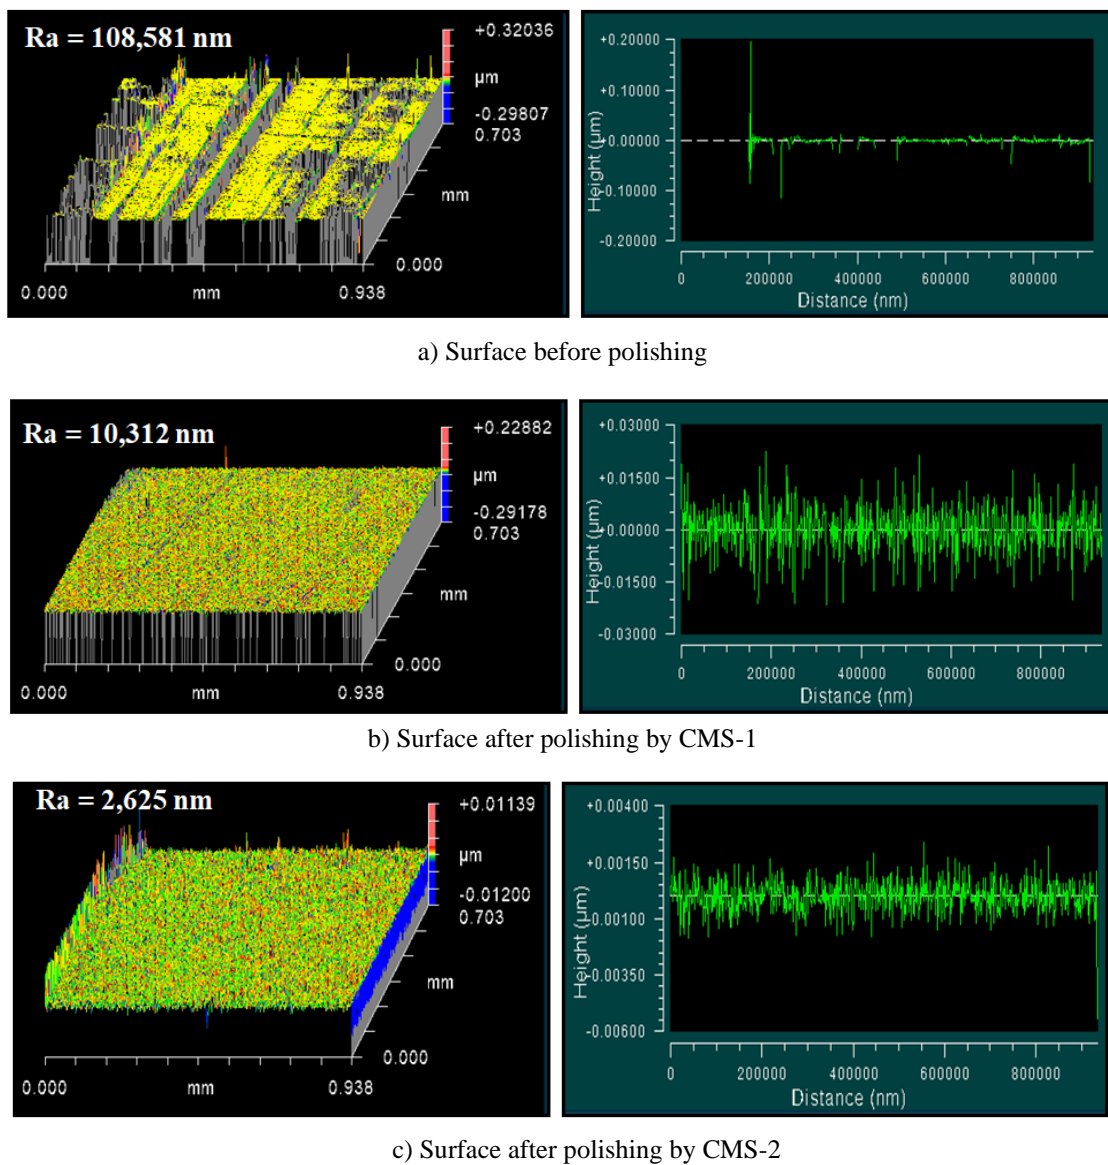 Ra = 108,581 nm
+0.32036
µm
-0.29807
0.703
mm
0.000
0.000
mm
0.938
+0.20000
+0.10000
+0.00000
-0.10000
-0.20000
Height (µm)
0
200000
400000
600000
800000
Distance (nm)
a) Surface before polishing
Ra = 10,312 nm
+0.22882
µm
-0.29178
0.703
mm
0.000
0.000
mm
0.938
+0.03000
+0.01500
+0.00000
-0.01500
-0.03000
Height (µm)
0
200000
400000
600000
800000
Distance (nm)
b) Surface after polishing by CMS-1
Ra = 2,625 nm
+0.01139
µm
-0.01200
0.703
mm
0.000
0.000
mm
0.938
+0.00400
+0.00150
-0.00100
-0.00350
-0.00600
Height (µm)
0
200000
400000
600000
800000
Distance (nm)
c) Surface after polishing by CMS-2